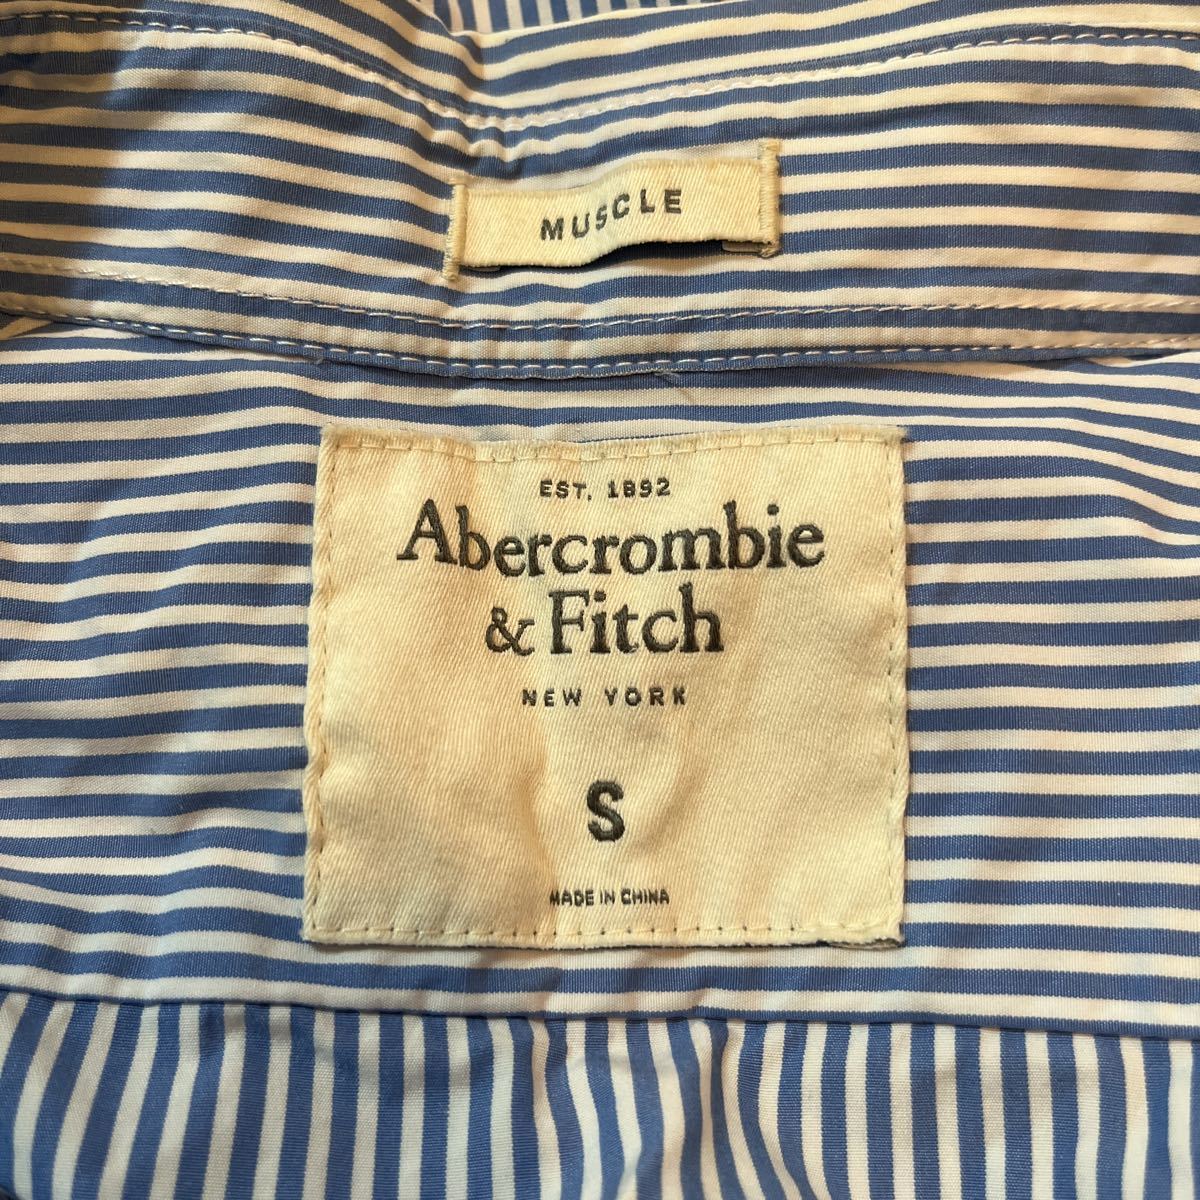 MUSCLE
EST. 1892
Abercrombie
& Fitch
NEW YORK
S
MADE IN CHINA